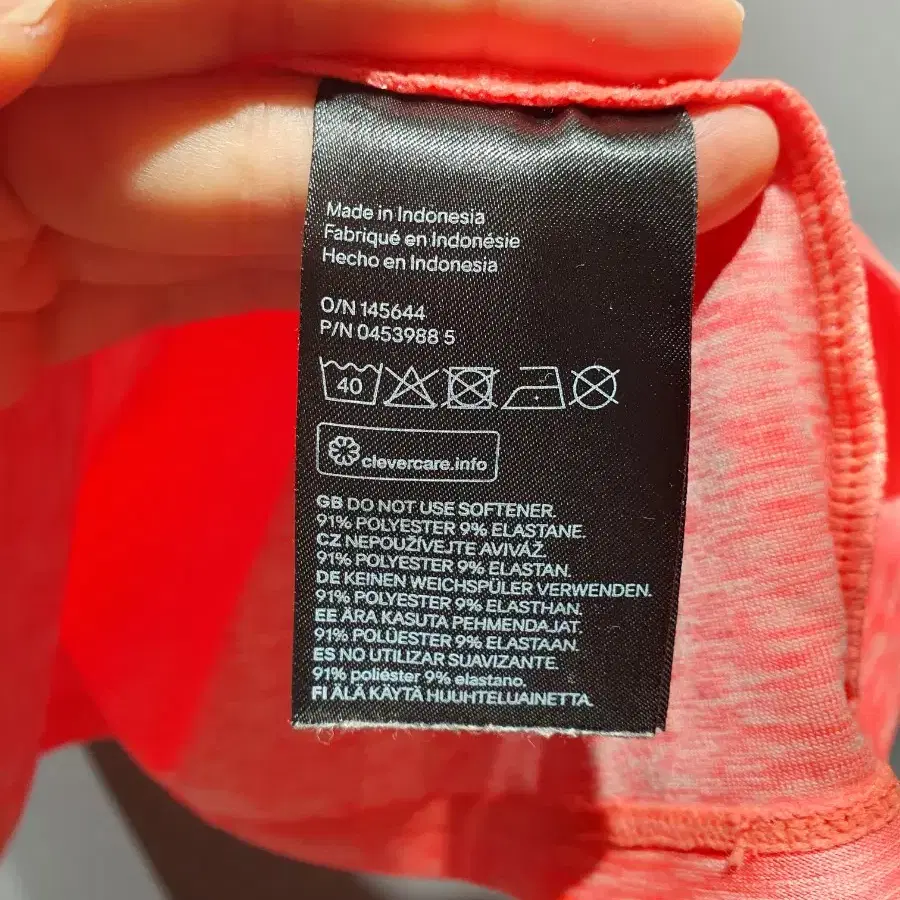 Made in Indonesia
Fabriqué en Indonésie
Hecho en Indonesia
O/N 145644
P/N 0453988 5
40
clevercare.info
GB DO NOT USE SOFTENER.
91% POLYESTER 9% ELASTANE.
CZ NEPOUŽÍVEJTE AVIVÁŽ.
91% POLYESTER 9% ELASTAN.
DE KEINEN WEICHSPÜLER VERWENDEN.
91% POLYESTER 9% ELASTHAN.
EE ÄRA KASUTA PEHMENDAJAT.
91% POLÜESTER 9% ELASTAAN.
ES NO UTILIZAR SUAVIZANTE.
91% poliéster 9% elastano.
FI ÄLÄ KÄYTÄ HUUHTELUAINETTA.